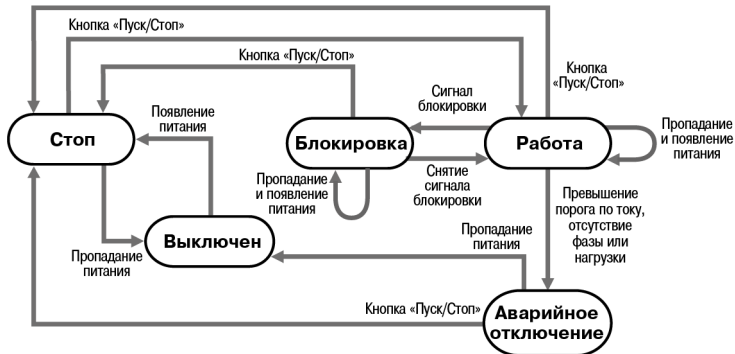 Кнопка «Пуск/Стоп»
Кнопка «Пуск/Стоп»
Кнопка
«Пуск/Стоп»
Сигнал
блокировки
Появление
питания
Стоп
Блокировка
Работа
Пропадание
и появление
питания
Пропадание
и появление
питания
Снятие
сигнала
блокировки
Превышение
порога по току,
отсутствие
фазы или
нагрузки
Пропадание
питания
Выключен
Пропадание
питания
Кнопка «Пуск/Стоп»
Аварийное
отключение